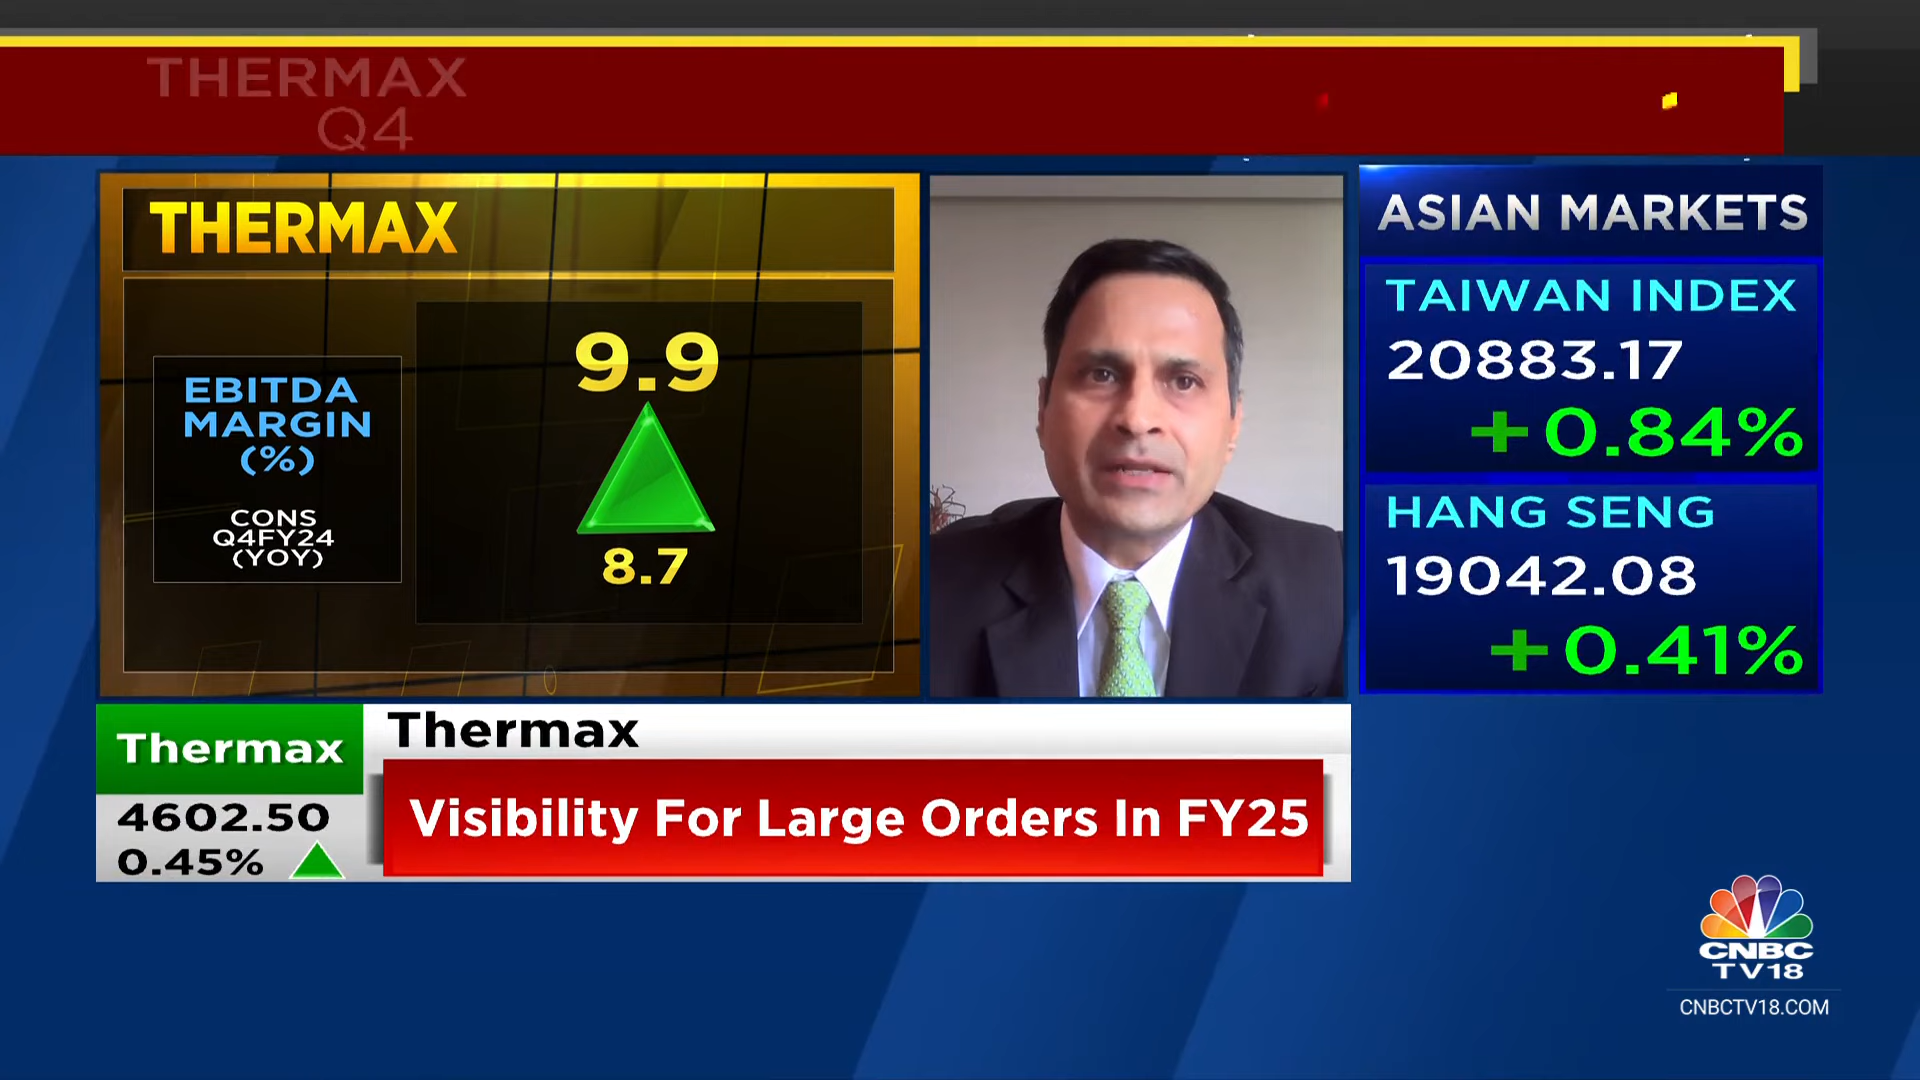 THERMAX
Q4
THERMAX
EBITDA
MARGIN
(%)
CONS
Q4FY24
(YOY)
9.9
8.7
ASIAN MARKETS
TAIWAN INDEX
20883.17
+0.84%
HANG SENG
19042.08
+0.41%
Thermax
4602.50
0.45%
Thermax
Visibility For Large Orders In FY25
CNBC
TV18
CNBCTV18.COM